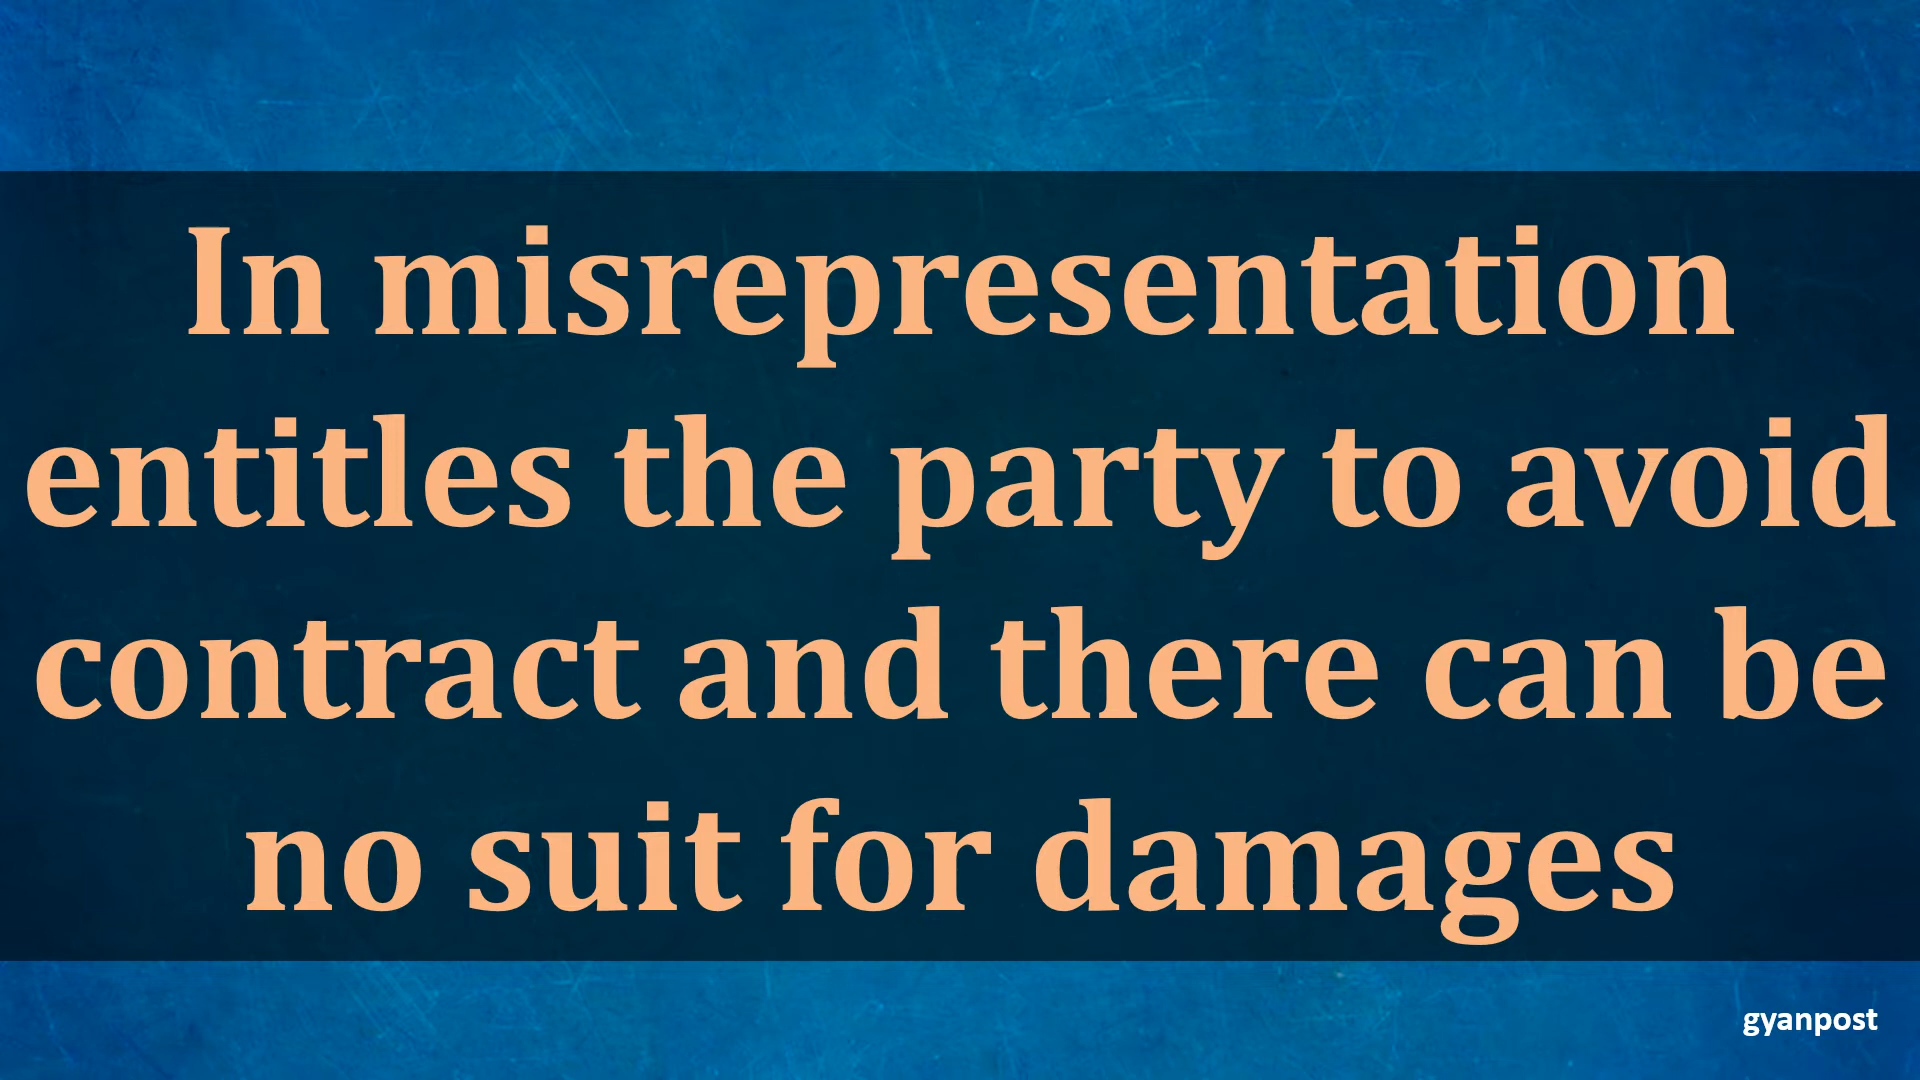 In misrepresentation
entitles the party to avoid
contract and there can be
no suit for damages
gyanpost